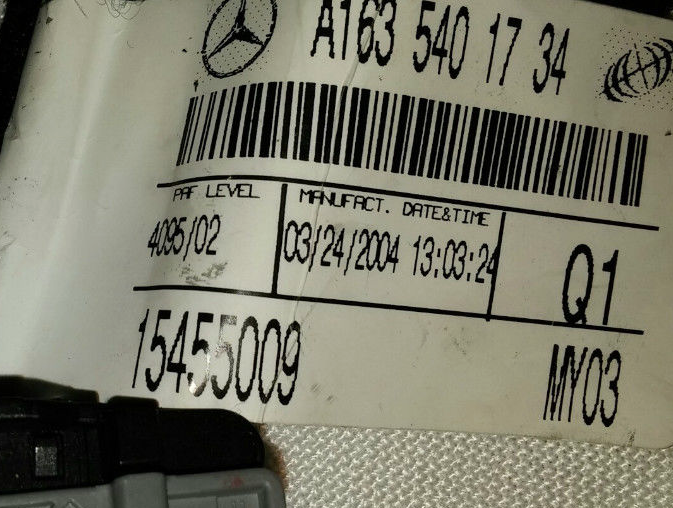 A163 540 17 34
PAF LEVEL
MANUFACT. DATE&TIME
4095/02
03/24/2004 13:03:24
Q1
15455009
MY03